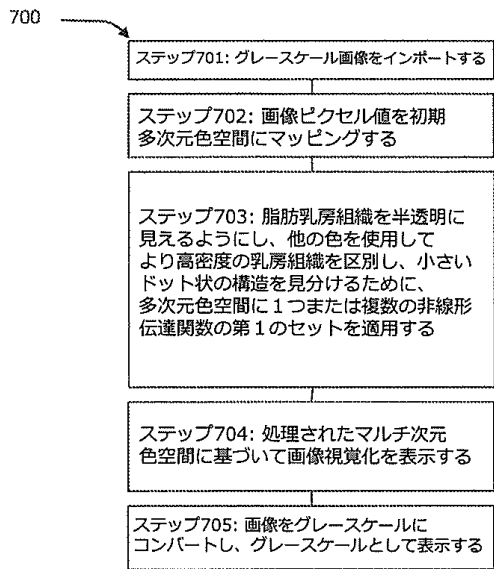 700
ステップ701: グレースケール画像をインポートする
ステップ702: 画像ピクセル値を初期
多次元色空間にマッピングする
ステップ703: 脂肪乳房組織を半透明に
見えるようにし、他の色を使用して
より高密度の乳房組織を区別し、小さい
ドット状の構造を見分けるために、
多次元色空間に１つまたは複数の非線形
伝達関数の第１のセットを適用する
ステップ704: 処理されたマルチ次元
色空間に基づいて画像視覚化を表示する
ステップ705: 画像をグレースケールに
コンバートし、グレースケールとして表示する